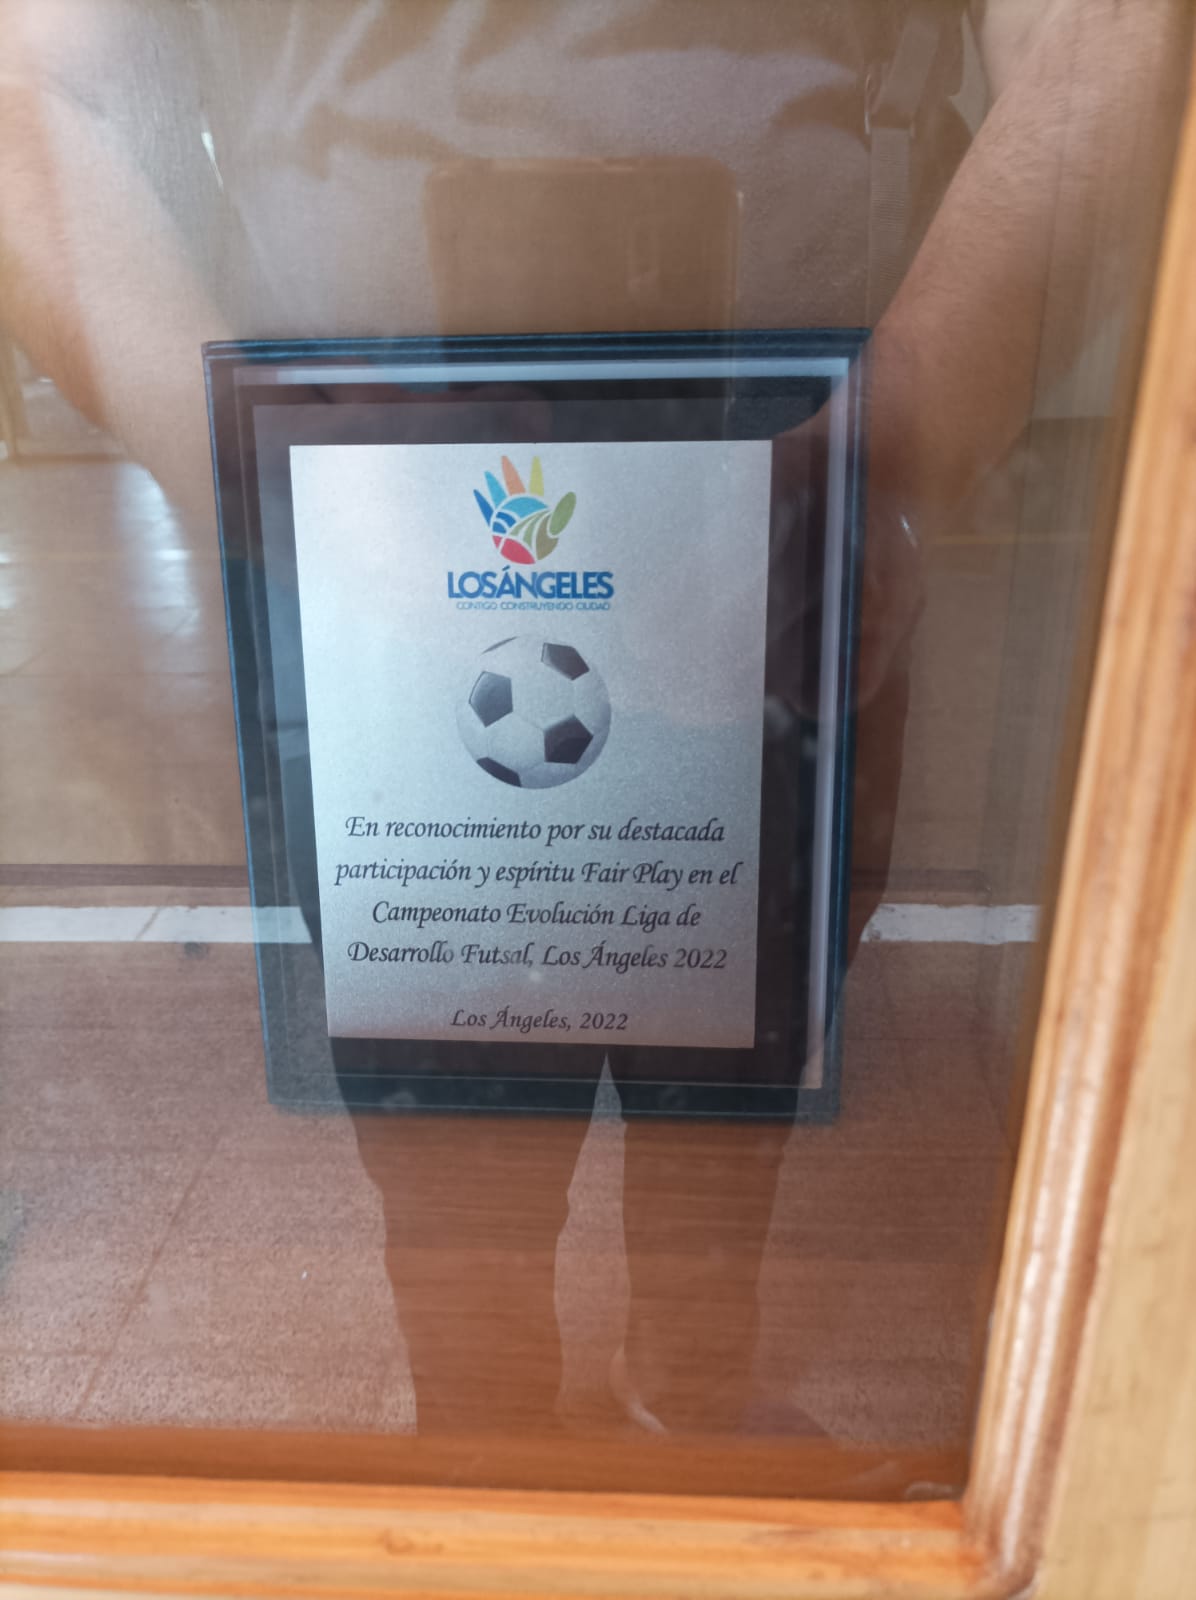 LOSÁNGELES
CONTIGO CONSTRUYENDO CIUDAD
En reconocimiento por su destacada
participación y espíritu Fair Play en el
Campeonato Evolución Liga de
Desarrollo Futsal, Los Ángeles 2022
Los Ángeles, 2022